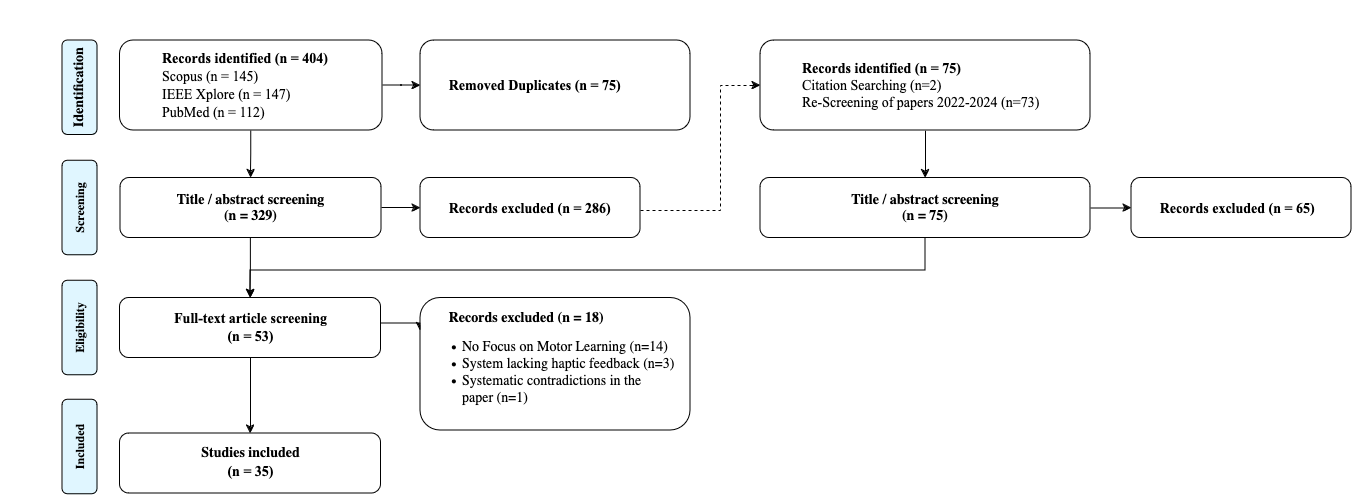 Identification
Records identified (n = 404)
Scopus (n = 145)
IEEE Xplore (n = 147)
PubMed (n = 112)
Removed Duplicates (n = 75)
Records identified (n = 75)
Citation Searching (n=2)
Re-Screening of papers 2022-2024 (n=73)
Screening
Title / abstract screening
(n = 329)
Records excluded (n = 286)
Title / abstract screening
(n = 75)
Records excluded (n = 65)
Eligibility
Full-text article screening
(n = 53)
Records excluded (n = 18)
• No Focus on Motor Learning (n=14)
• System lacking haptic feedback (n=3)
• Systematic contradictions in the
paper (n=1)
Included
Studies included
(n = 35)